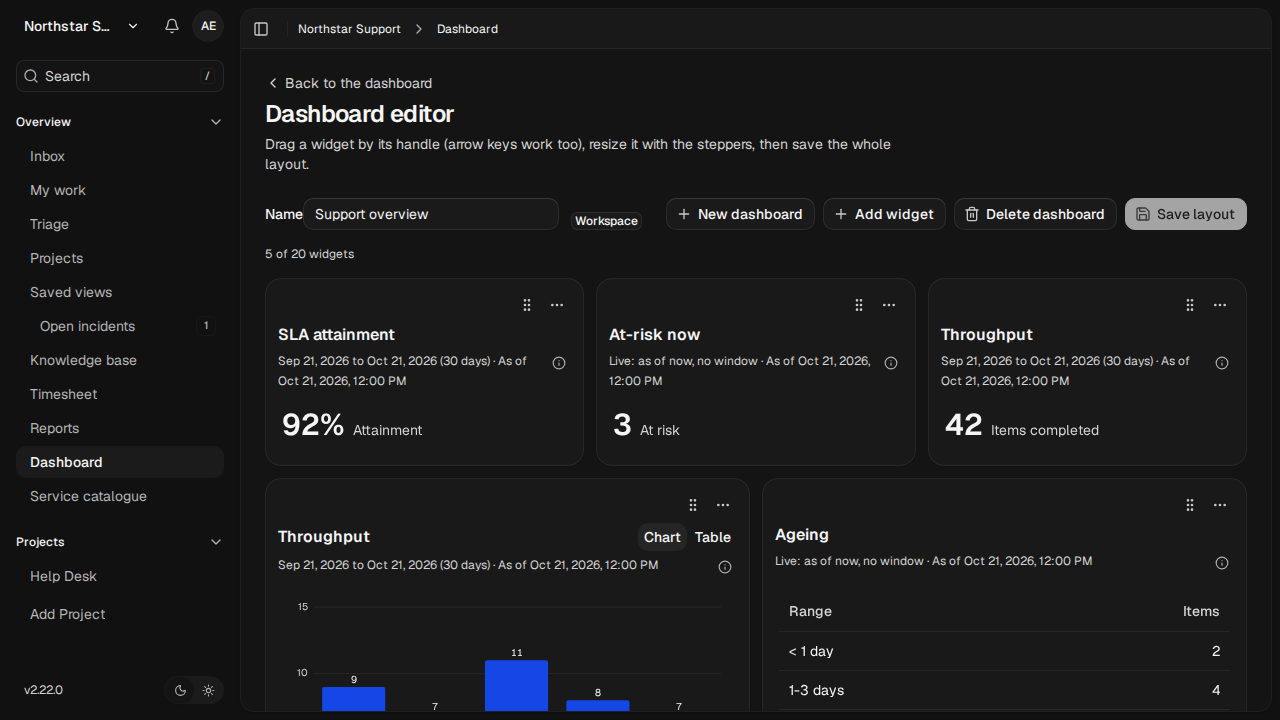 Northstar S...
AE
Search
/
Overview
Inbox
My work
Triage
Projects
Saved views
Open incidents
1
Knowledge base
Timesheet
Reports
Dashboard
Service catalogue
Projects
Help Desk
Add Project
v2.22.0
Northstar Support
Dashboard
Back to the dashboard
Dashboard editor
Drag a widget by its handle (arrow keys work too), resize it with the steppers, then save the whole
layout.
Name
Support overview
Workspace
New dashboard
Add widget
Delete dashboard
Save layout
5 of 20 widgets
SLA attainment
Sep 21, 2026 to Oct 21, 2026 (30 days) · As of
Oct 21, 2026, 12:00 PM
92% Attainment
At-risk now
Live: as of now, no window · As of Oct 21, 2026,
12:00 PM
3 At risk
Throughput
Sep 21, 2026 to Oct 21, 2026 (30 days) · As of
Oct 21, 2026, 12:00 PM
42 Items completed
Throughput
Chart
Table
Sep 21, 2026 to Oct 21, 2026 (30 days) · As of Oct 21, 2026, 12:00 PM
15
10
9
7
11
8
7
Ageing
Live: as of now, no window · As of Oct 21, 2026, 12:00 PM
Range Items
< 1 day 2
1-3 days 4